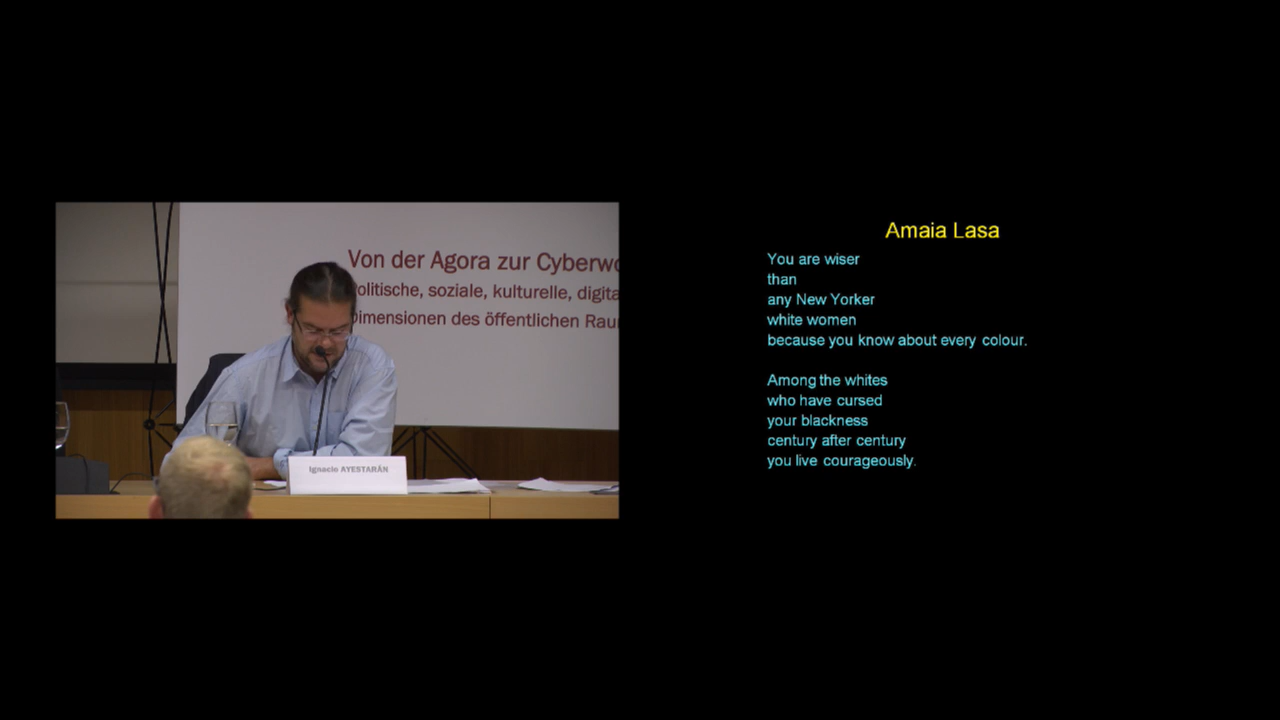 Von der Agora zur Cyberwo
olitische, soziale, kulturelle, digita
Dimensionen des öffentlichen Rau
Ignacio AYESTARÁN
Amaia Lasa
You are wiser
than
any New Yorker
white women
because you know about every colour.
Among the whites
who have cursed
your blackness
century after century
you live courageously.